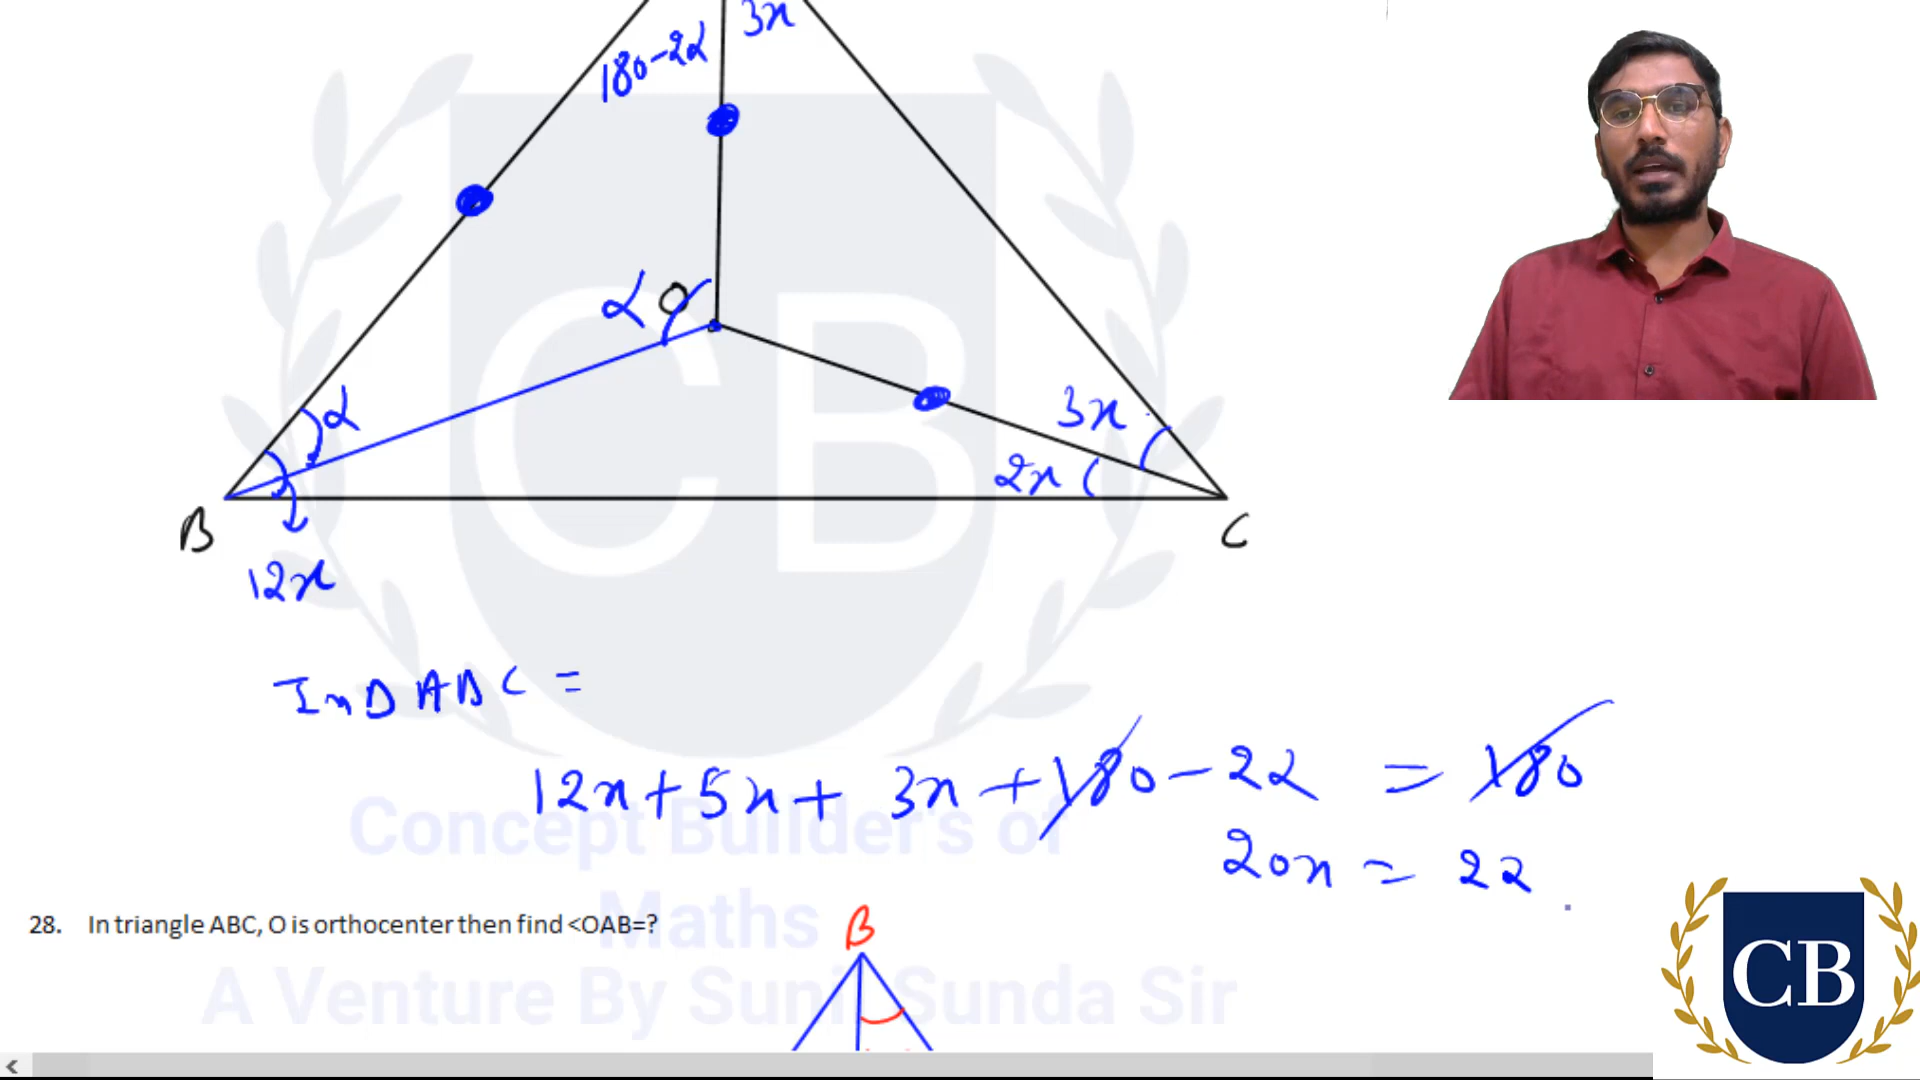 3x
180-2α
α O
α
3x
2x
B
C
12x
In Δ ABC =
12x + 5x + 3x + 180 - 2α = 180
20x = 2α
Concept Builder's of
Maths
A Venture By Sunil Sunda Sir
28. In triangle ABC, O is orthocenter then find <OAB=?
B
CB
CB